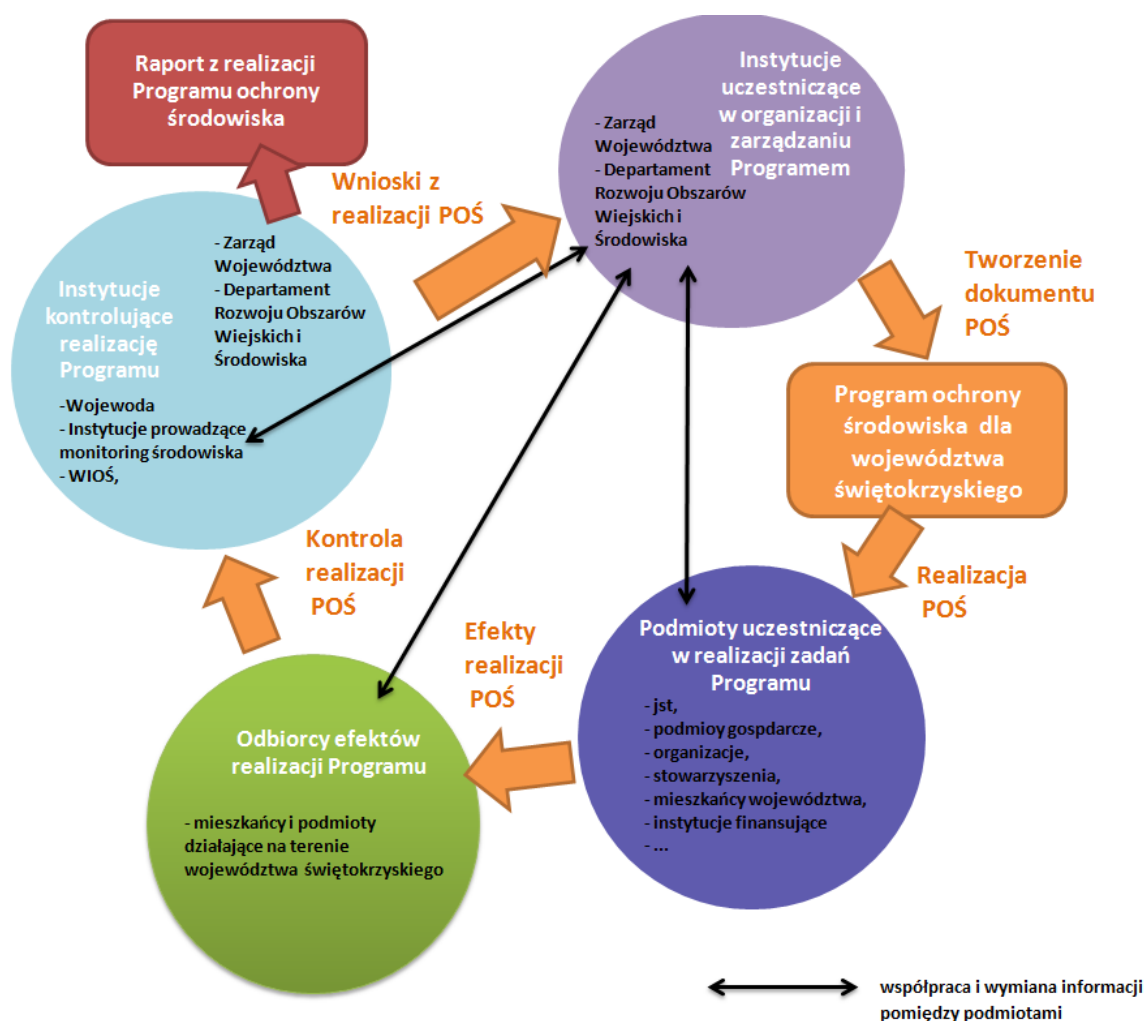 Raport z realizacji
Programu ochrony
środowiska
Instytucje
uczestniczące
w organizacji i
zarządzaniu
Programem
- Zarząd
Województwa
- Departament
Rozwoju Obszarów
Wiejskich i
Środowiska
Wnioski z
realizacji POŚ
Tworzenie
dokumentu
POŚ
Instytucje
kontrolujące
realizację
Programu
- Zarząd
Województwa
- Departament
Rozwoju Obszarów
Wiejskich i
Środowiska
-Wojewoda
- Instytucje prowadzące
monitoring środowiska
- WIOŚ,
Program ochrony
środowiska dla
województwa
świętokrzyskiego
Realizacja
POŚ
Podmioty uczestniczące
w realizacji zadań
Programu
- jst,
- podmioy gospdarcze,
- organizacje,
- stowarzyszenia,
- mieszkańcy województwa,
- instytucje finansujące
- ...
Efekty
realizacji
POŚ
Kontrola
realizacji
POŚ
Odbiorcy efektów
realizacji Programu
- mieszkańcy i podmioty
działające na terenie
województwa świętokrzyskiego
współpraca i wymiana informacji
pomiędzy podmiotami